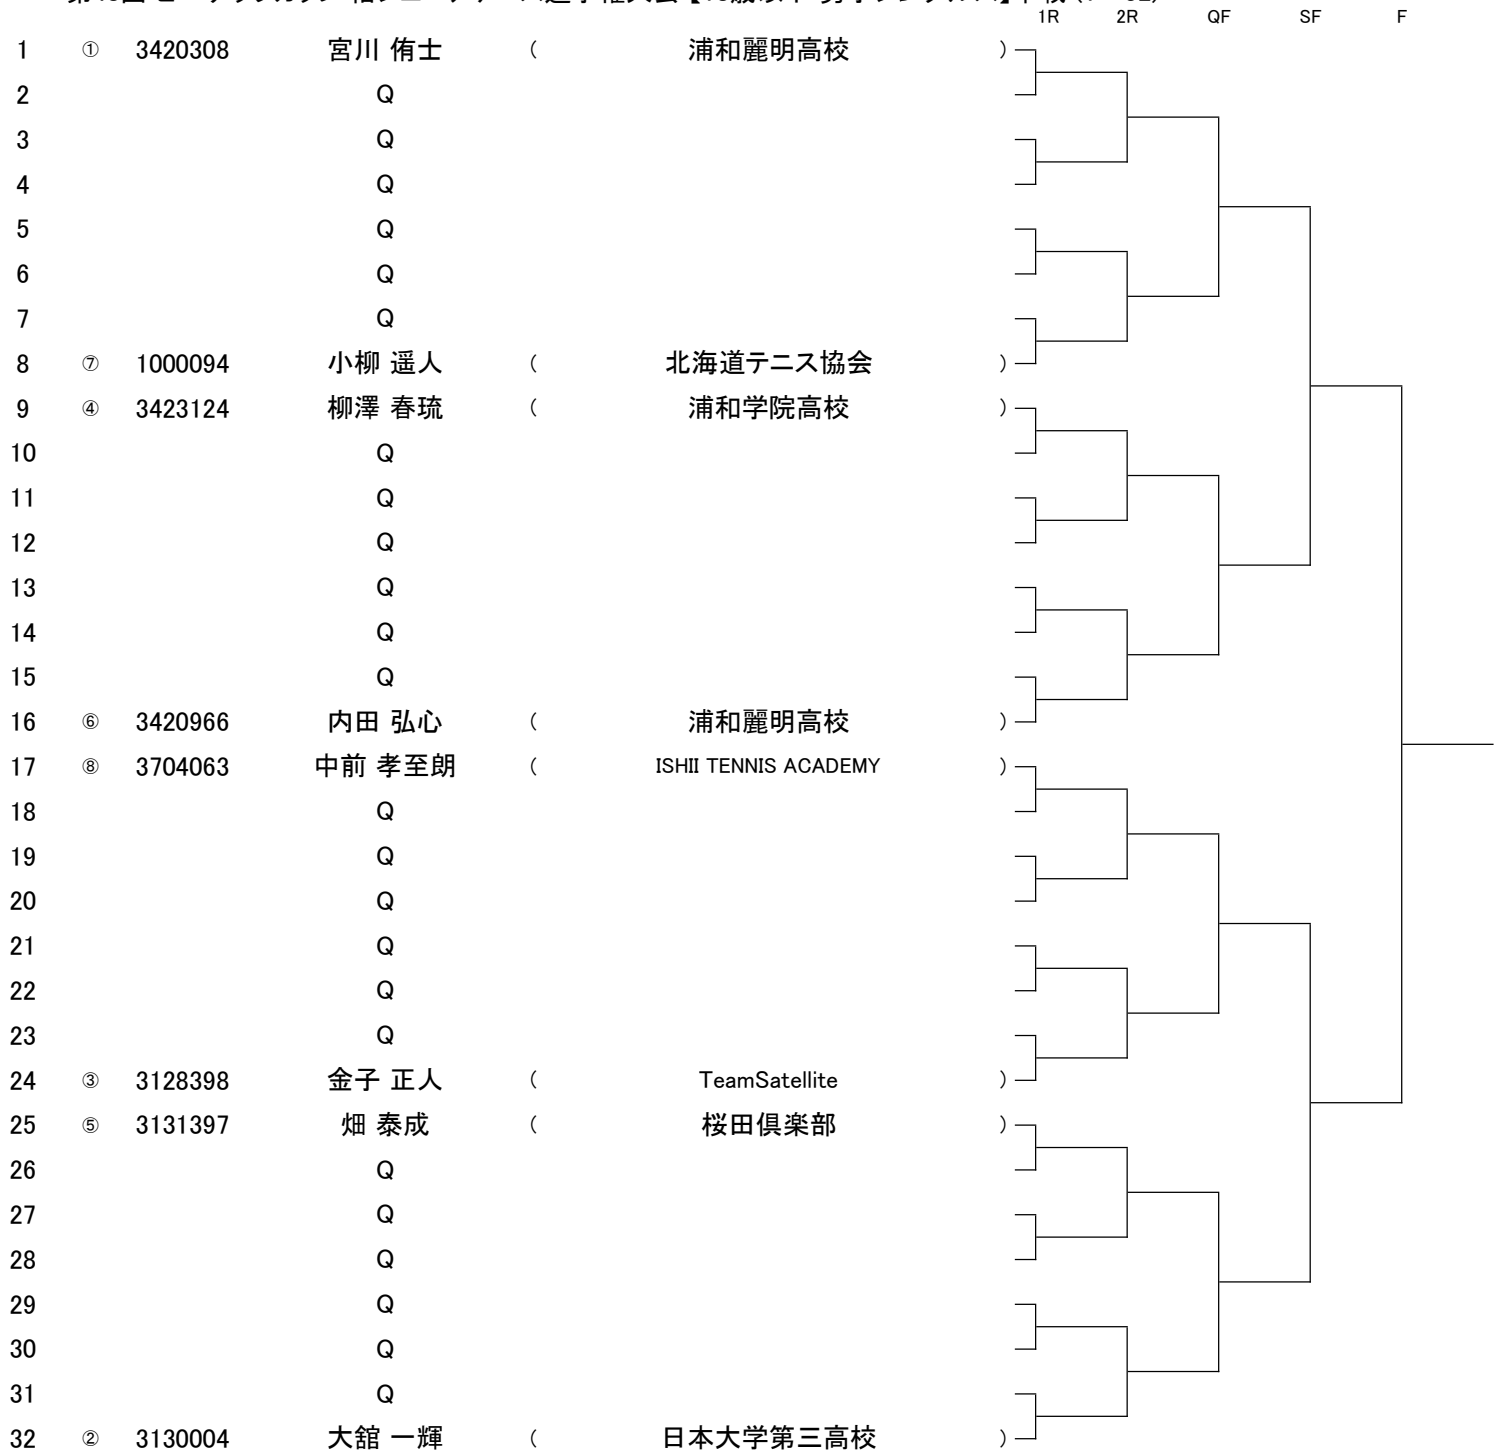 1R 2R QF SF F
1 ① 3420308 宮川 侑士 ( 浦和麗明高校 )
2 Q
3 Q
4 Q
5 Q
6 Q
7 Q
8 ⑦ 1000094 小柳 遥人 ( 北海道テニス協会 )
9 ④ 3423124 柳澤 春琉 ( 浦和学院高校 )
10 Q
11 Q
12 Q
13 Q
14 Q
15 Q
16 ⑥ 3420966 内田 弘心 ( 浦和麗明高校 )
17 ⑧ 3704063 中前 孝至朗 ( ISHII TENNIS ACADEMY )
18 Q
19 Q
20 Q
21 Q
22 Q
23 Q
24 ③ 3128398 金子 正人 ( TeamSatellite )
25 ⑤ 3131397 畑 泰成 ( 桜田倶楽部 )
26 Q
27 Q
28 Q
29 Q
30 Q
31 Q
32 ② 3130004 大舘 一輝 ( 日本大学第三高校 )